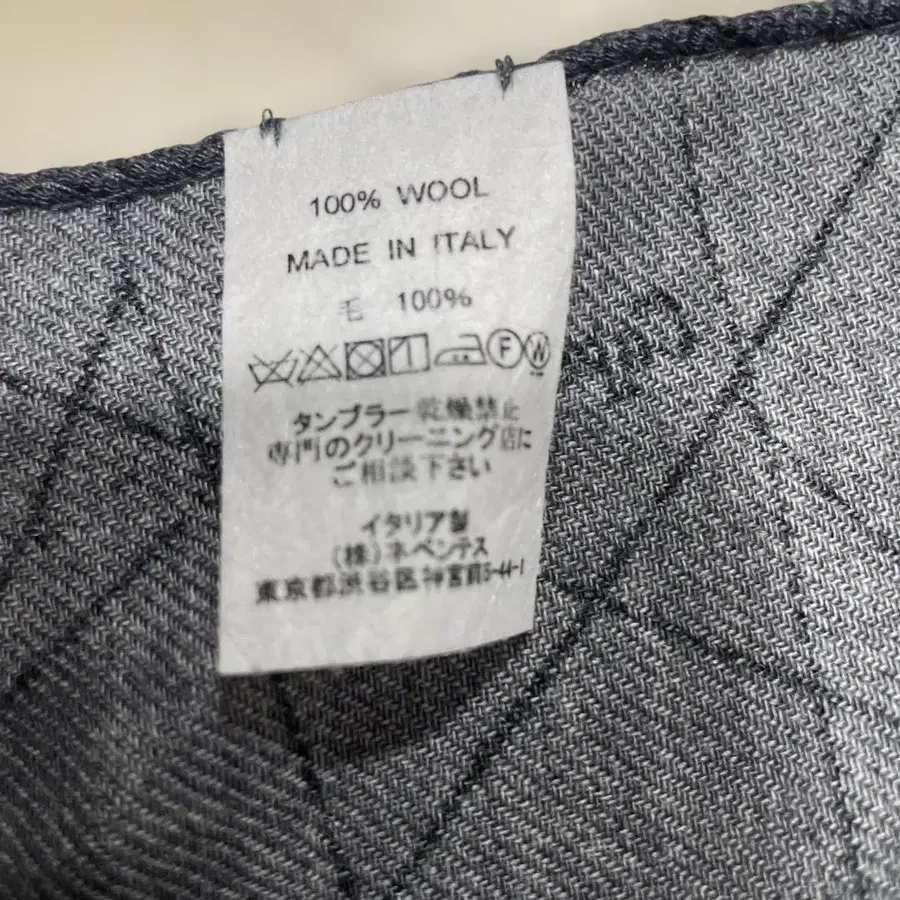 100% WOOL
MADE IN ITALY
毛 100%
F W
タンブラー乾燥禁止
専門のクリーニング店に
ご相談下さい
イタリア製
(株)ネペンテス
東京都渋谷区神宮前5-44-1